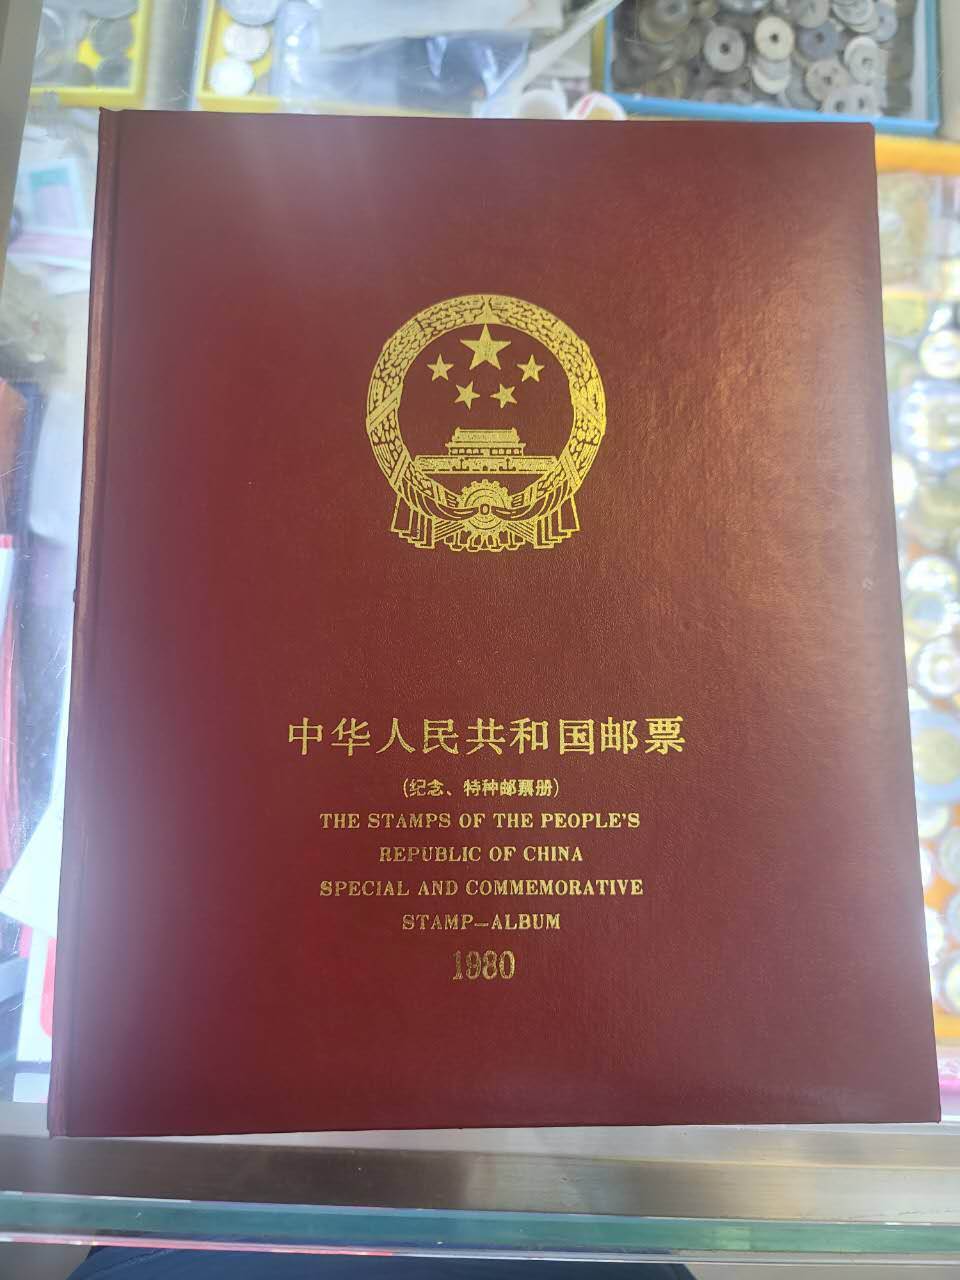 中华人民共和国邮票
(纪念、特种邮票册)
THE STAMPS OF THE PEOPLE'S
REPUBLIC OF CHINA
SPECIAL AND COMMEMORATIVE
STAMP-ALBUM
1980